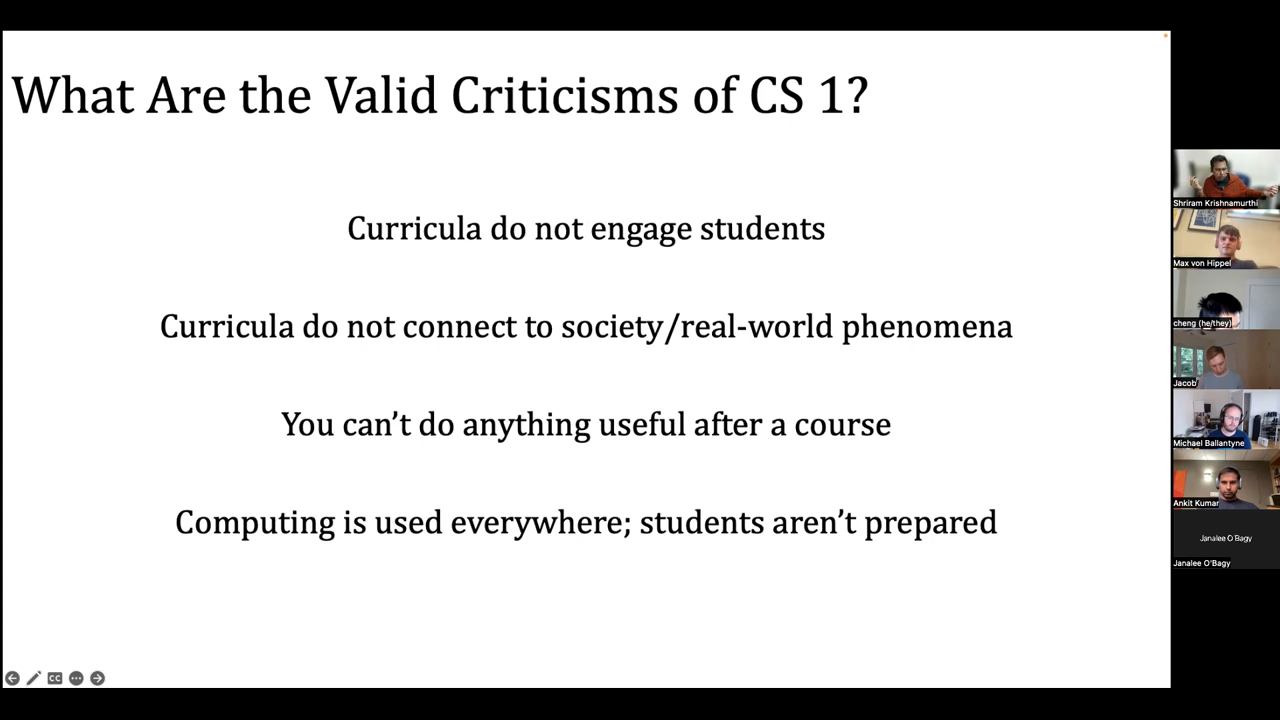 What Are the Valid Criticisms of CS 1?
Curricula do not engage students
Curricula do not connect to society/real-world phenomena
You can’t do anything useful after a course
Computing is used everywhere; students aren’t prepared
CC
Shriram Krishnamurthi
Max von Hippel
cheng (he/they)
Jacob
Michael Ballantyne
Ankit Kumar
Janalee O Bagy
Janalee O'Bagy